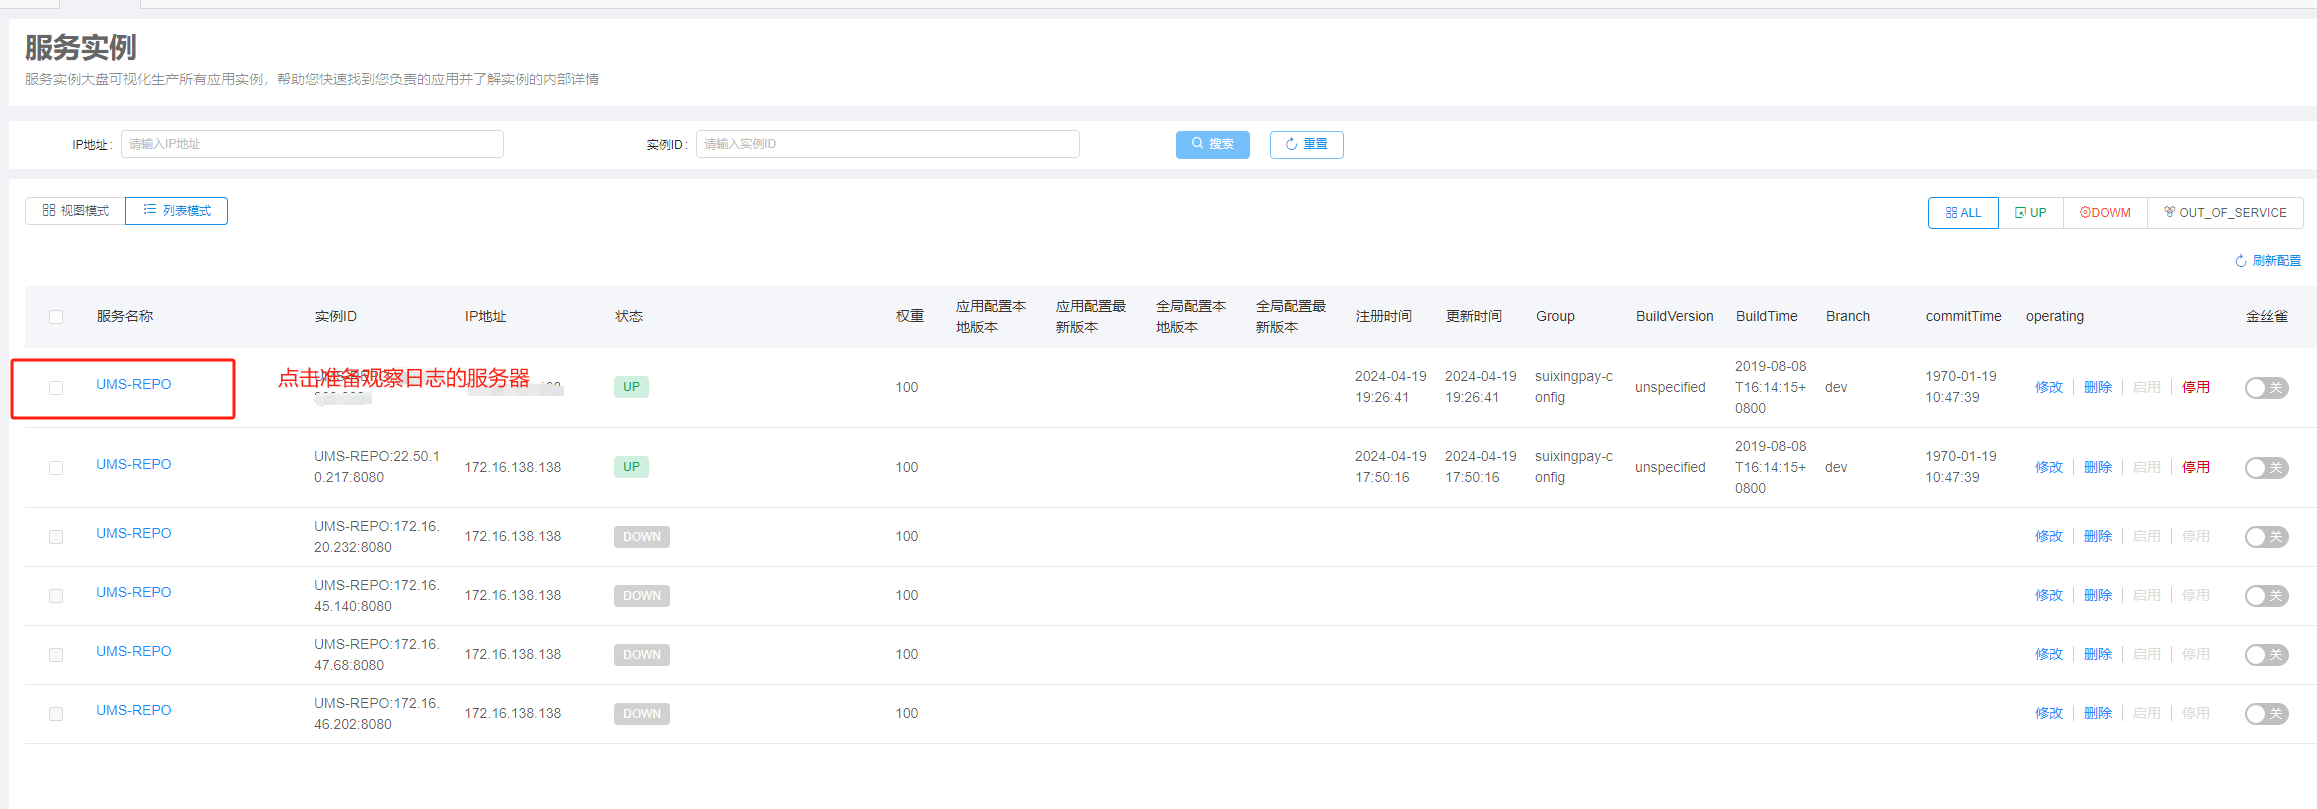 服务实例
服务实例大盘可视化生产所有应用实例，帮助您快速找到您负责的应用并了解实例的内部详情
IP地址: 请输入IP地址 实例ID: 请输入实例ID 搜索 重置
视图模式 列表模式 ALL UP DOWM OUT_OF_SERVICE
刷新配置
服务名称 实例ID IP地址 状态 权重 应用配置本地版本 应用配置最新版本 全局配置本地版本 全局配置最新版本 注册时间 更新时间 Group BuildVersion BuildTime Branch commitTime operating 金丝雀
UMS-REPO 点击准备观察日志的服务器 UP 100 2024-04-19 19:26:41 2024-04-19 19:26:41 suixingpay-config unspecified 2019-08-08T16:14:15+0800 dev 1970-01-19 10:47:39 修改 删除 启用 停用 关
UMS-REPO UMS-REPO:22.50.10.217:8080 172.16.138.138 UP 100 2024-04-19 17:50:16 2024-04-19 17:50:16 suixingpay-config unspecified 2019-08-08T16:14:15+0800 dev 1970-01-19 10:47:39 修改 删除 启用 停用 关
UMS-REPO UMS-REPO:172.16.20.232:8080 172.16.138.138 DOWN 100 修改 删除 启用 停用 关
UMS-REPO UMS-REPO:172.16.45.140:8080 172.16.138.138 DOWN 100 修改 删除 启用 停用 关
UMS-REPO UMS-REPO:172.16.47.68:8080 172.16.138.138 DOWN 100 修改 删除 启用 停用 关
UMS-REPO UMS-REPO:172.16.46.202:8080 172.16.138.138 DOWN 100 修改 删除 启用 停用 关